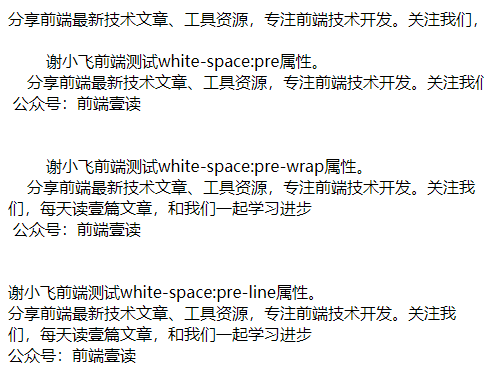 分享前端最新技术文章、工具资源，专注前端技术开发。关注我们，
谢小飞前端测试white-space:pre属性。
分享前端最新技术文章、工具资源，专注前端技术开发。关注我们
公众号：前端壹读
谢小飞前端测试white-space:pre-wrap属性。
分享前端最新技术文章、工具资源，专注前端技术开发。关注我
们，每天读壹篇文章，和我们一起学习进步
公众号：前端壹读
谢小飞前端测试white-space:pre-line属性。
分享前端最新技术文章、工具资源，专注前端技术开发。关注我
们，每天读壹篇文章，和我们一起学习进步
公众号：前端壹读